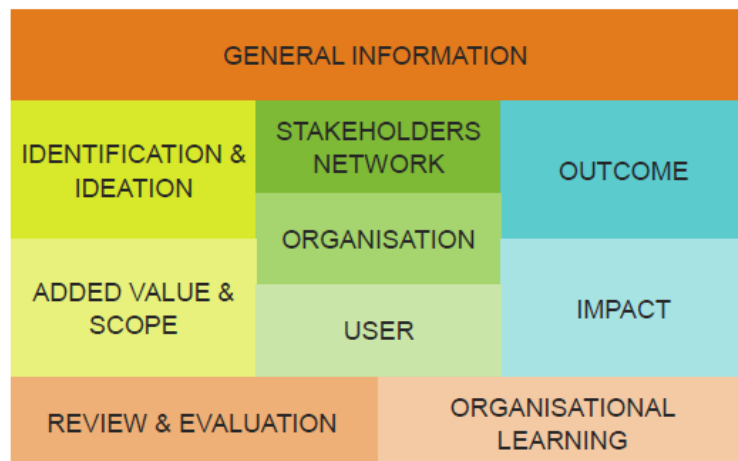 GENERAL INFORMATION
IDENTIFICATION &
IDEATION
STAKEHOLDERS
NETWORK
OUTCOME
ORGANISATION
ADDED VALUE &
SCOPE
USER
IMPACT
REVIEW & EVALUATION
ORGANISATIONAL
LEARNING